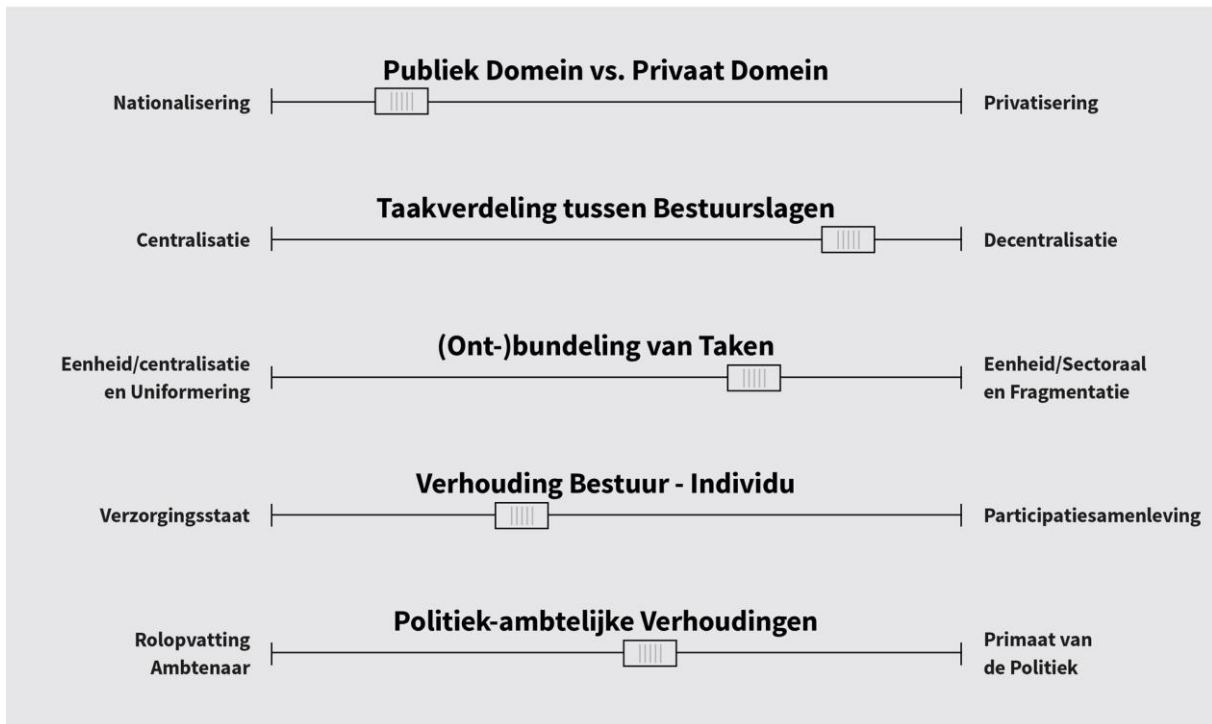 Publiek Domein vs. Privaat Domein
Nationalisering
Privatisering
Taakverdeling tussen Bestuurslagen
Centralisatie
Decentralisatie
(Ont-)bundeling van Taken
Eenheid/centralisatie
en Uniformering
Eenheid/Sectoraal
en Fragmentatie
Verhouding Bestuur - Individu
Verzorgingsstaat
Participatiesamenleving
Politiek-ambtelijke Verhoudingen
Rolopvatting
Ambtenaar
Primaat van
de Politiek